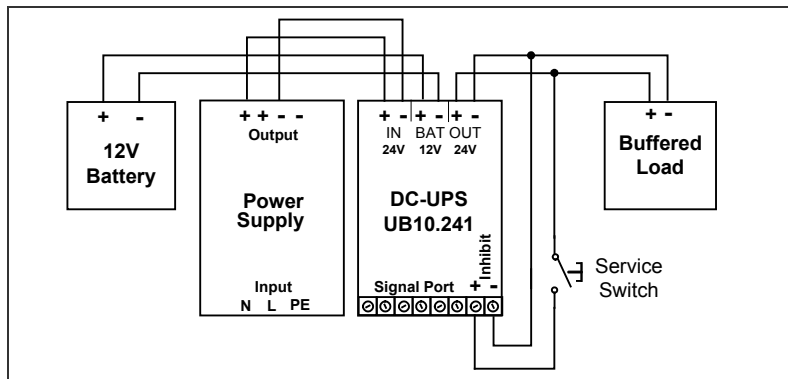 + -
12V
Battery
+ + - -
Output
Power
Supply
Input
N L PE
+ - + - + -
IN BAT OUT
24V 12V 24V
DC-UPS
UB10.241
Inhibit
Signal Port + -
+ -
Buffered
Load
Service
Switch